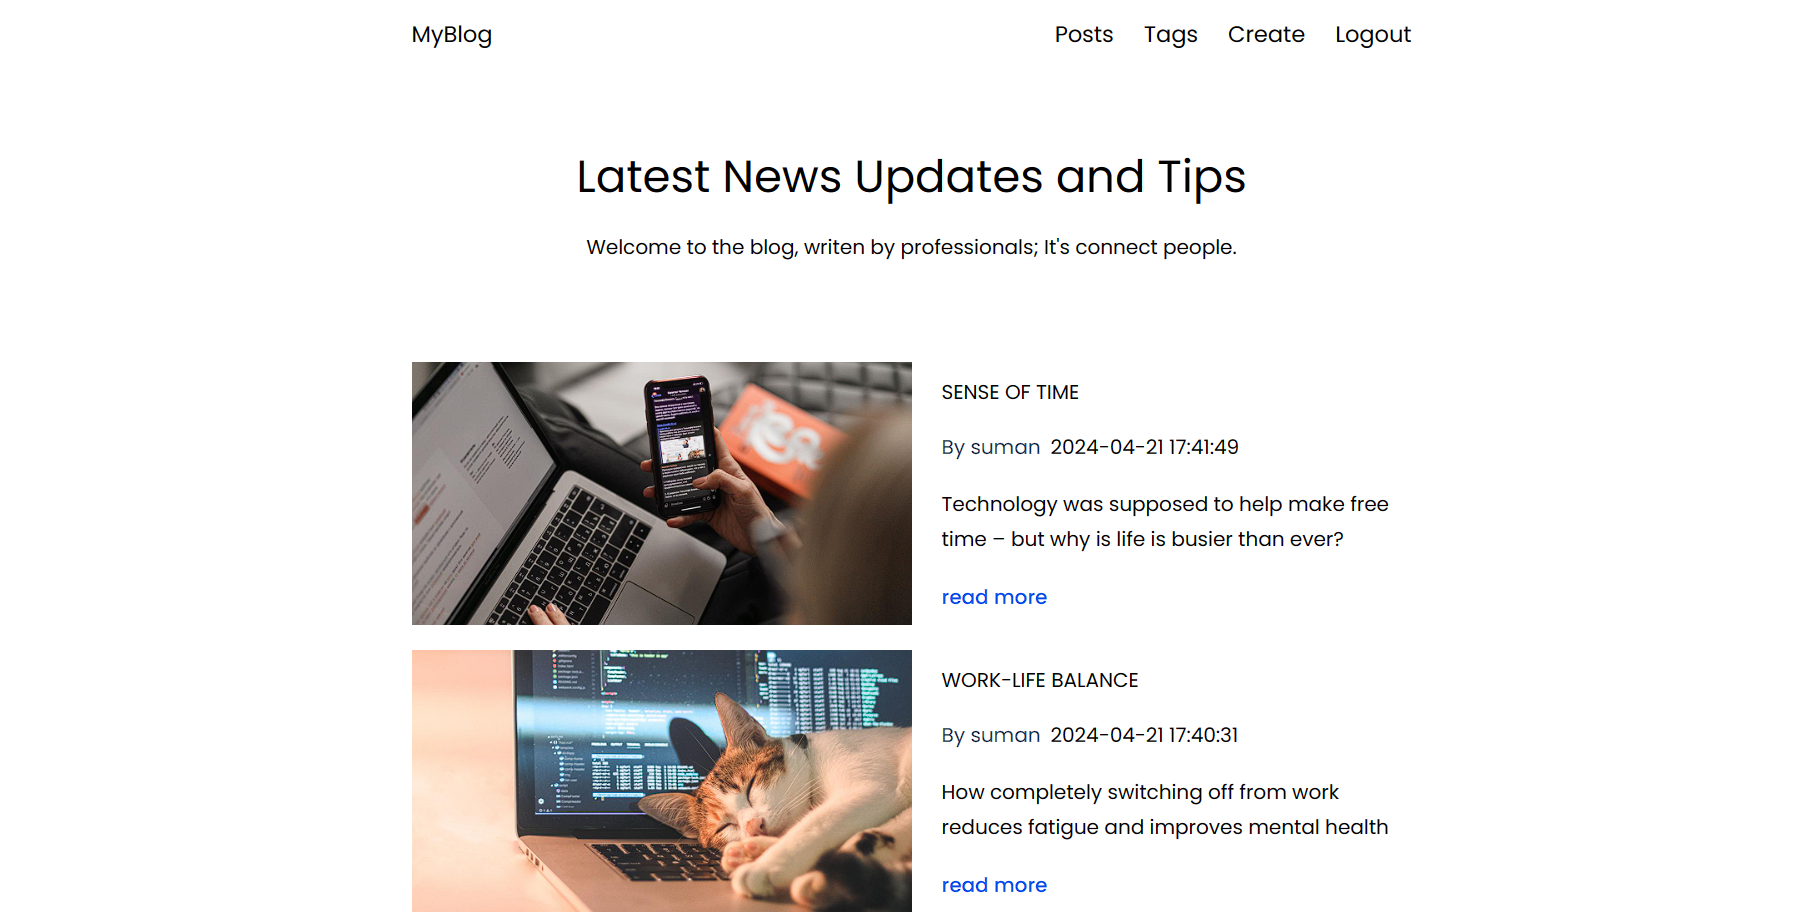 MyBlog
Posts Tags Create Logout
Latest News Updates and Tips
Welcome to the blog, writen by professionals; It's connect people.
SENSE OF TIME
By suman 2024-04-21 17:41:49
Technology was supposed to help make free
time – but why is life is busier than ever?
read more
WORK-LIFE BALANCE
By suman 2024-04-21 17:40:31
How completely switching off from work
reduces fatigue and improves mental health
read more